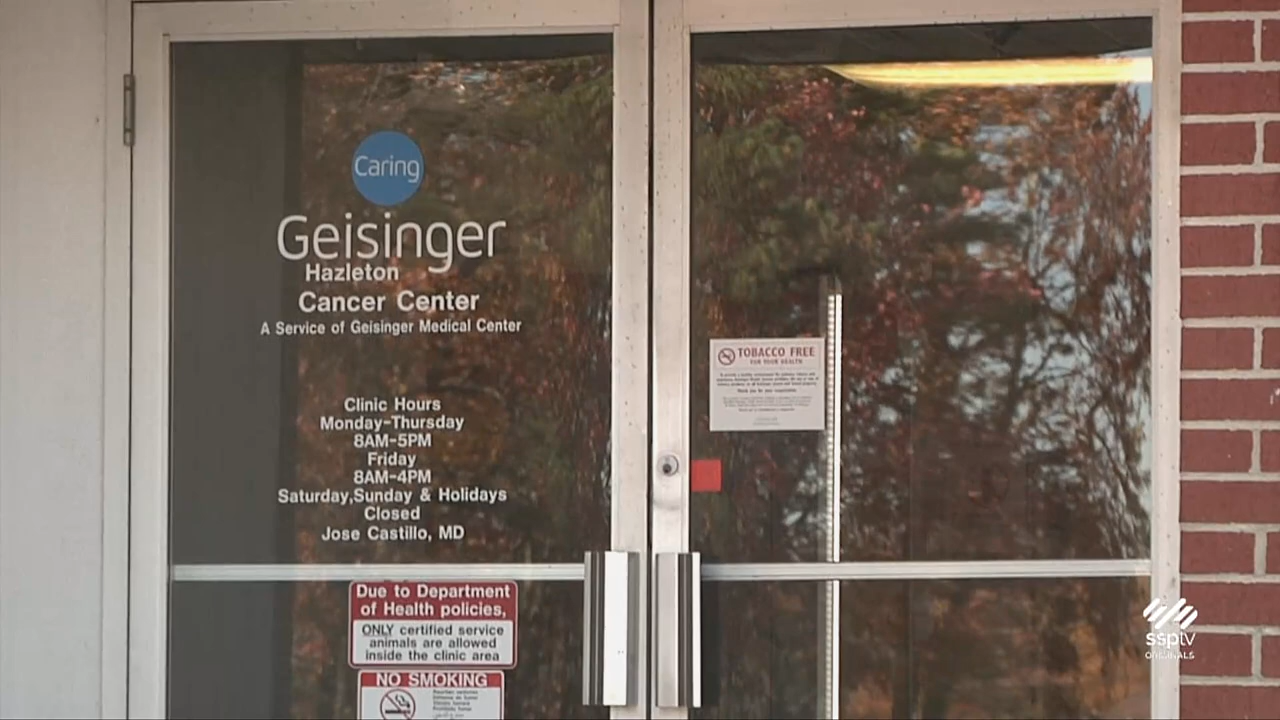 Caring
Geisinger
Hazleton
Cancer Center
A Service of Geisinger Medical Center
Clinic Hours
Monday-Thursday
8AM-5PM
Friday
8AM-4PM
Saturday,Sunday & Holidays
Closed
Jose Castillo, MD
Due to Department
of Health policies,
ONLY certified service
animals are allowed
inside the clinic area
NO SMOKING
TOBACCO FREE
FOR YOUR HEALTH
ssptv
ORIGINALS